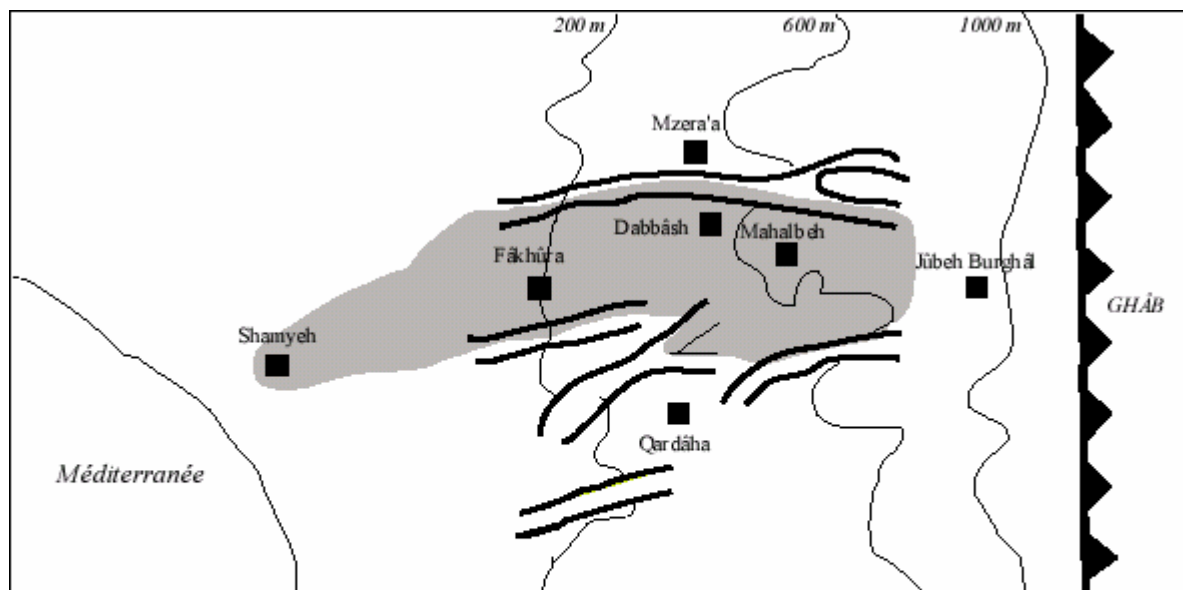 200 m
600 m
1000 m
Mzera'a
Dabbâsh
Mahalbeh
Fâkhûra
Jûbeh Burghâl
GHÂB
Shamyeh
Qardâha
Méditerranée